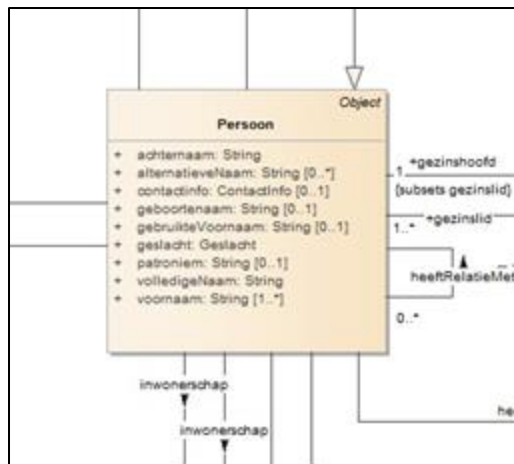 Object
Persoon
+ achternaam: String
+ alternatieveNaam: String [0..*]
+ contactinfo: ContactInfo [0..1]
+ geboortenaam: String [0..1]
+ gebruikteVoornaam: String [0..1]
+ geslacht: Geslacht
+ patroniem: String [0..1]
+ volledigeNaam: String
+ voornaam: String [1..*]
+gezinshoofd
1
{subsets gezinslid}
+gezinslid
1..*
heeftRelatieMet
0..*
inwonerschap
inwonerschap
he